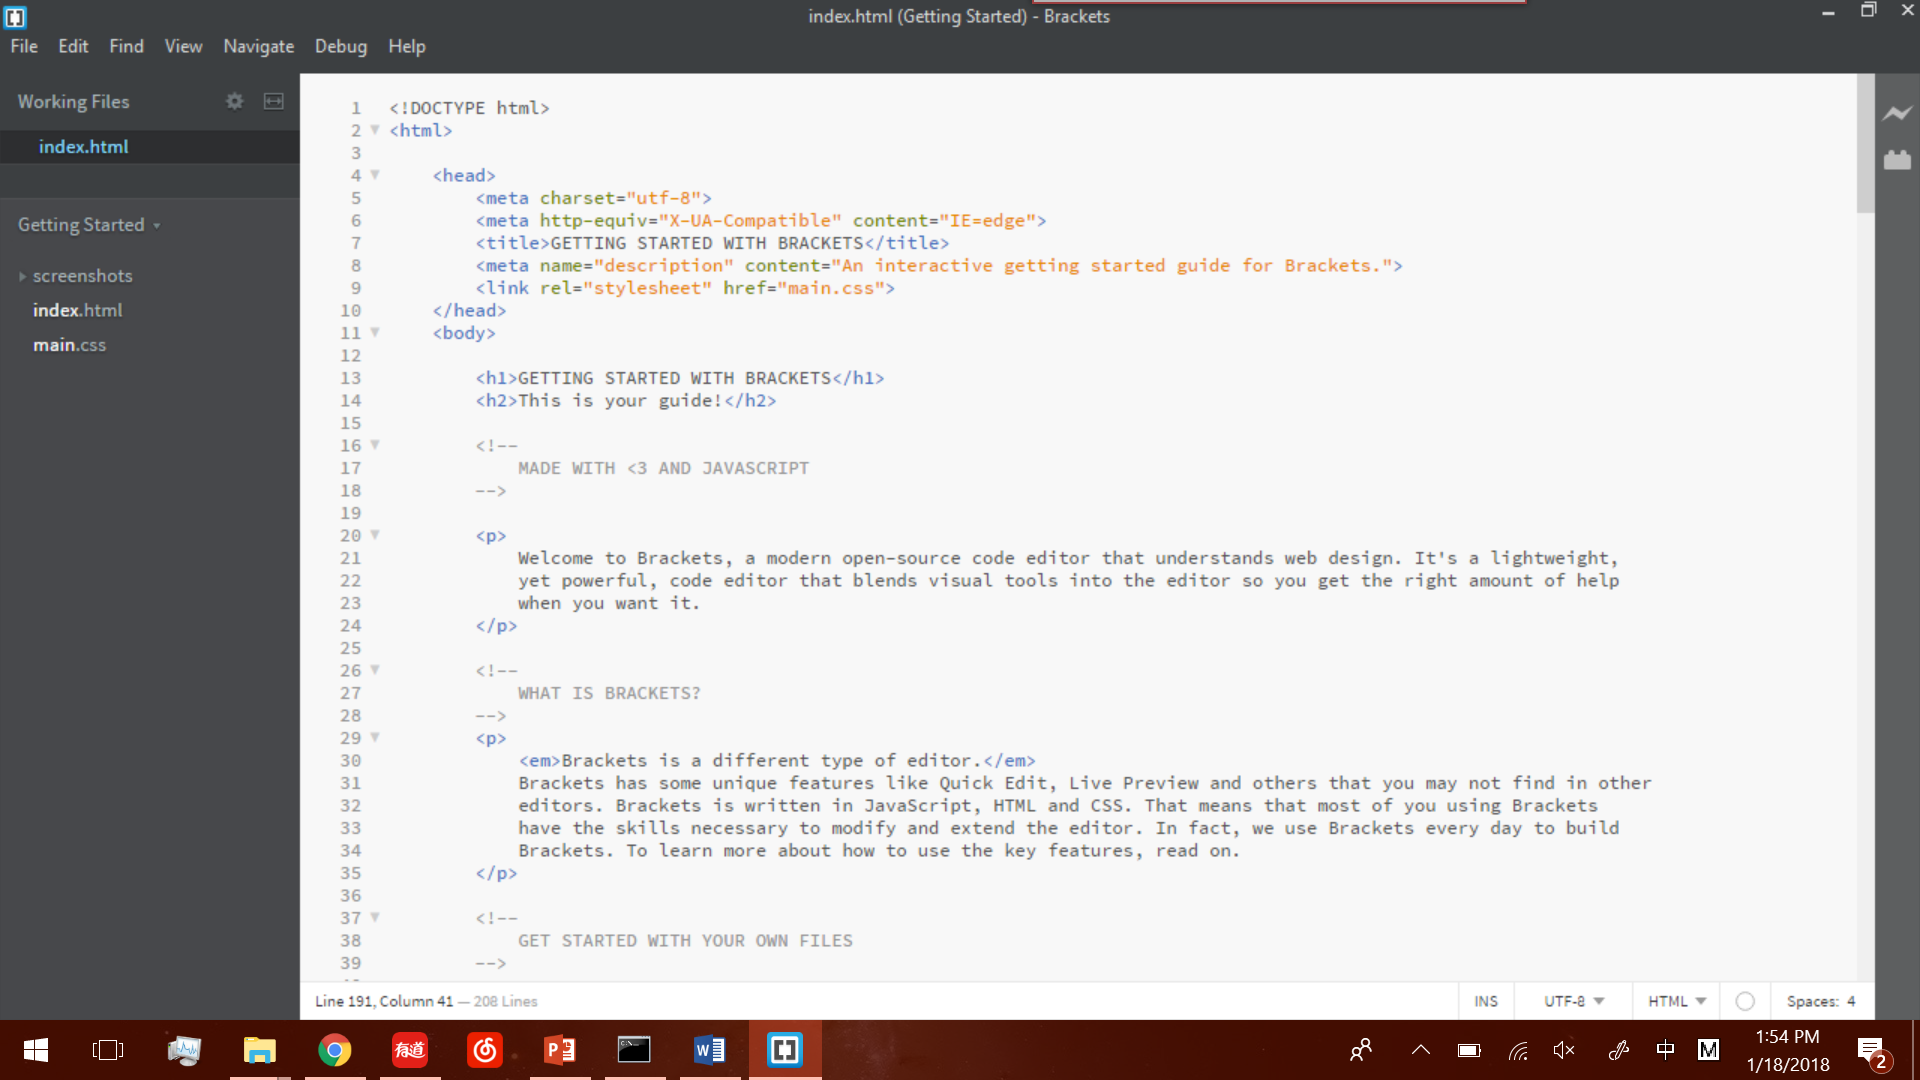 index.html (Getting Started) - Brackets
File Edit Find View Navigate Debug Help
Working Files
index.html
Getting Started
screenshots
index.html
main.css
1 <!DOCTYPE html>
2 <html>
3
4 <head>
5 <meta charset="utf-8">
6 <meta http-equiv="X-UA-Compatible" content="IE=edge">
7 <title>GETTING STARTED WITH BRACKETS</title>
8 <meta name="description" content="An interactive getting started guide for Brackets.">
9 <link rel="stylesheet" href="main.css">
10 </head>
11 <body>
12
13 <h1>GETTING STARTED WITH BRACKETS</h1>
14 <h2>This is your guide!</h2>
15
16 <!--
17 MADE WITH <3 AND JAVASCRIPT
18 -->
19
20 <p>
21 Welcome to Brackets, a modern open-source code editor that understands web design. It's a lightweight,
22 yet powerful, code editor that blends visual tools into the editor so you get the right amount of help
23 when you want it.
24 </p>
25
26 <!--
27 WHAT IS BRACKETS?
28 -->
29 <p>
30 <em>Brackets is a different type of editor.</em>
31 Brackets has some unique features like Quick Edit, Live Preview and others that you may not find in other
32 editors. Brackets is written in JavaScript, HTML and CSS. That means that most of you using Brackets
33 have the skills necessary to modify and extend the editor. In fact, we use Brackets every day to build
34 Brackets. To learn more about how to use the key features, read on.
35 </p>
36
37 <!--
38 GET STARTED WITH YOUR OWN FILES
39 -->
Line 191, Column 41 — 208 Lines
INS UTF-8 HTML Spaces: 4
有道
中 M
1:54 PM
1/18/2018
2